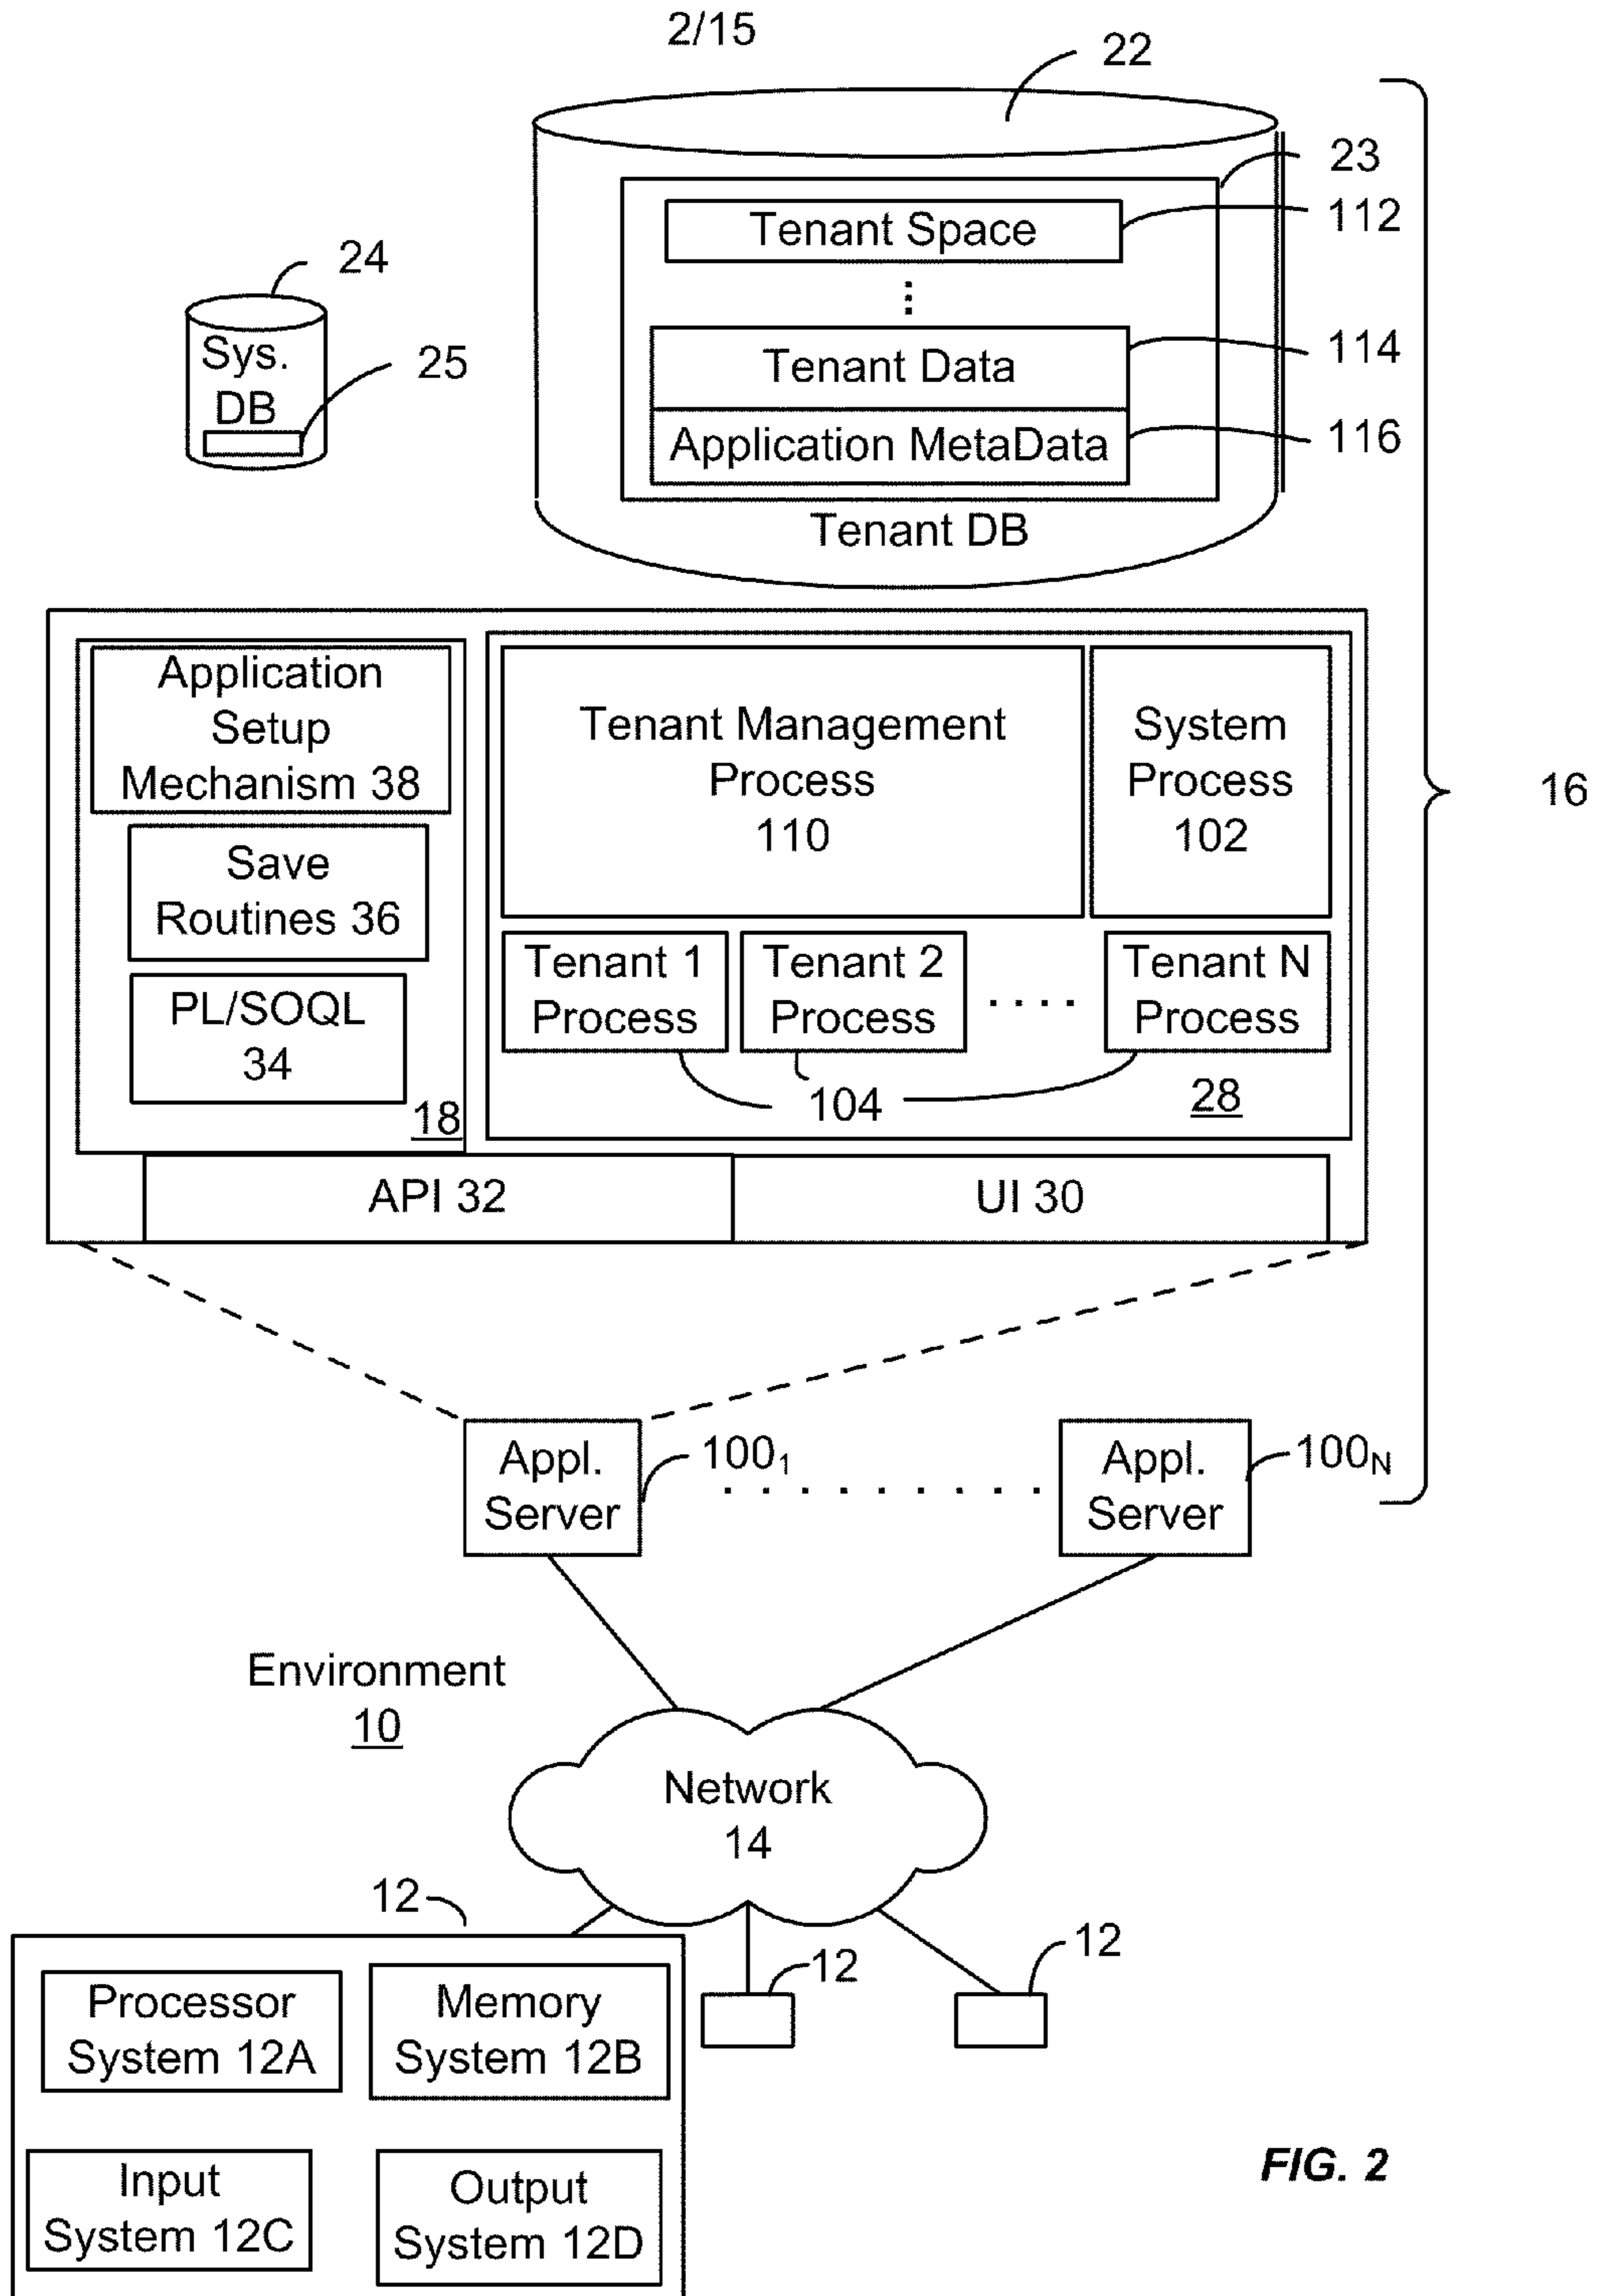 2/15
22
23
Tenant Space
112
24
Sys.
DB
25
Tenant Data
114
Application MetaData
116
Tenant DB
Application
Setup
Mechanism 38
Tenant Management
Process
110
System
Process
102
16
Save
Routines 36
PL/SOQL
34
18
Tenant 1
Process
Tenant 2
Process
. . . .
Tenant N
Process
104
28
API 32
UI 30
Appl.
Server
100₁
. . . . . . . . . .
Appl.
Server
100N
Environment
10
Network
14
12
12
12
Processor
System 12A
Memory
System 12B
Input
System 12C
Output
System 12D
FIG. 2